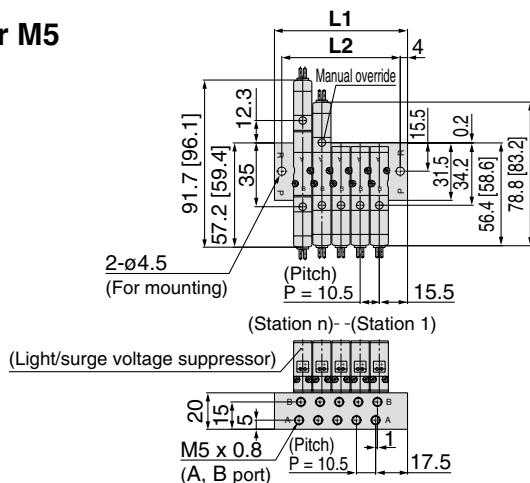 r M5
L1
L2
4
Manual override
12.3
35
91.7 [96.1]
57.2 [59.4]
15.5
0.2
31.5
34.2
56.4 [58.6]
78.8 [83.2]
R
R
P
P
A A A A A
B B B B B
2-ø4.5
(For mounting)
(Pitch)
P = 10.5
15.5
(Station n)- -(Station 1)
(Light/surge voltage suppressor)
20
15
5
B
B
A
A
1
M5 x 0.8
(A, B port)
(Pitch)
P = 10.5
17.5